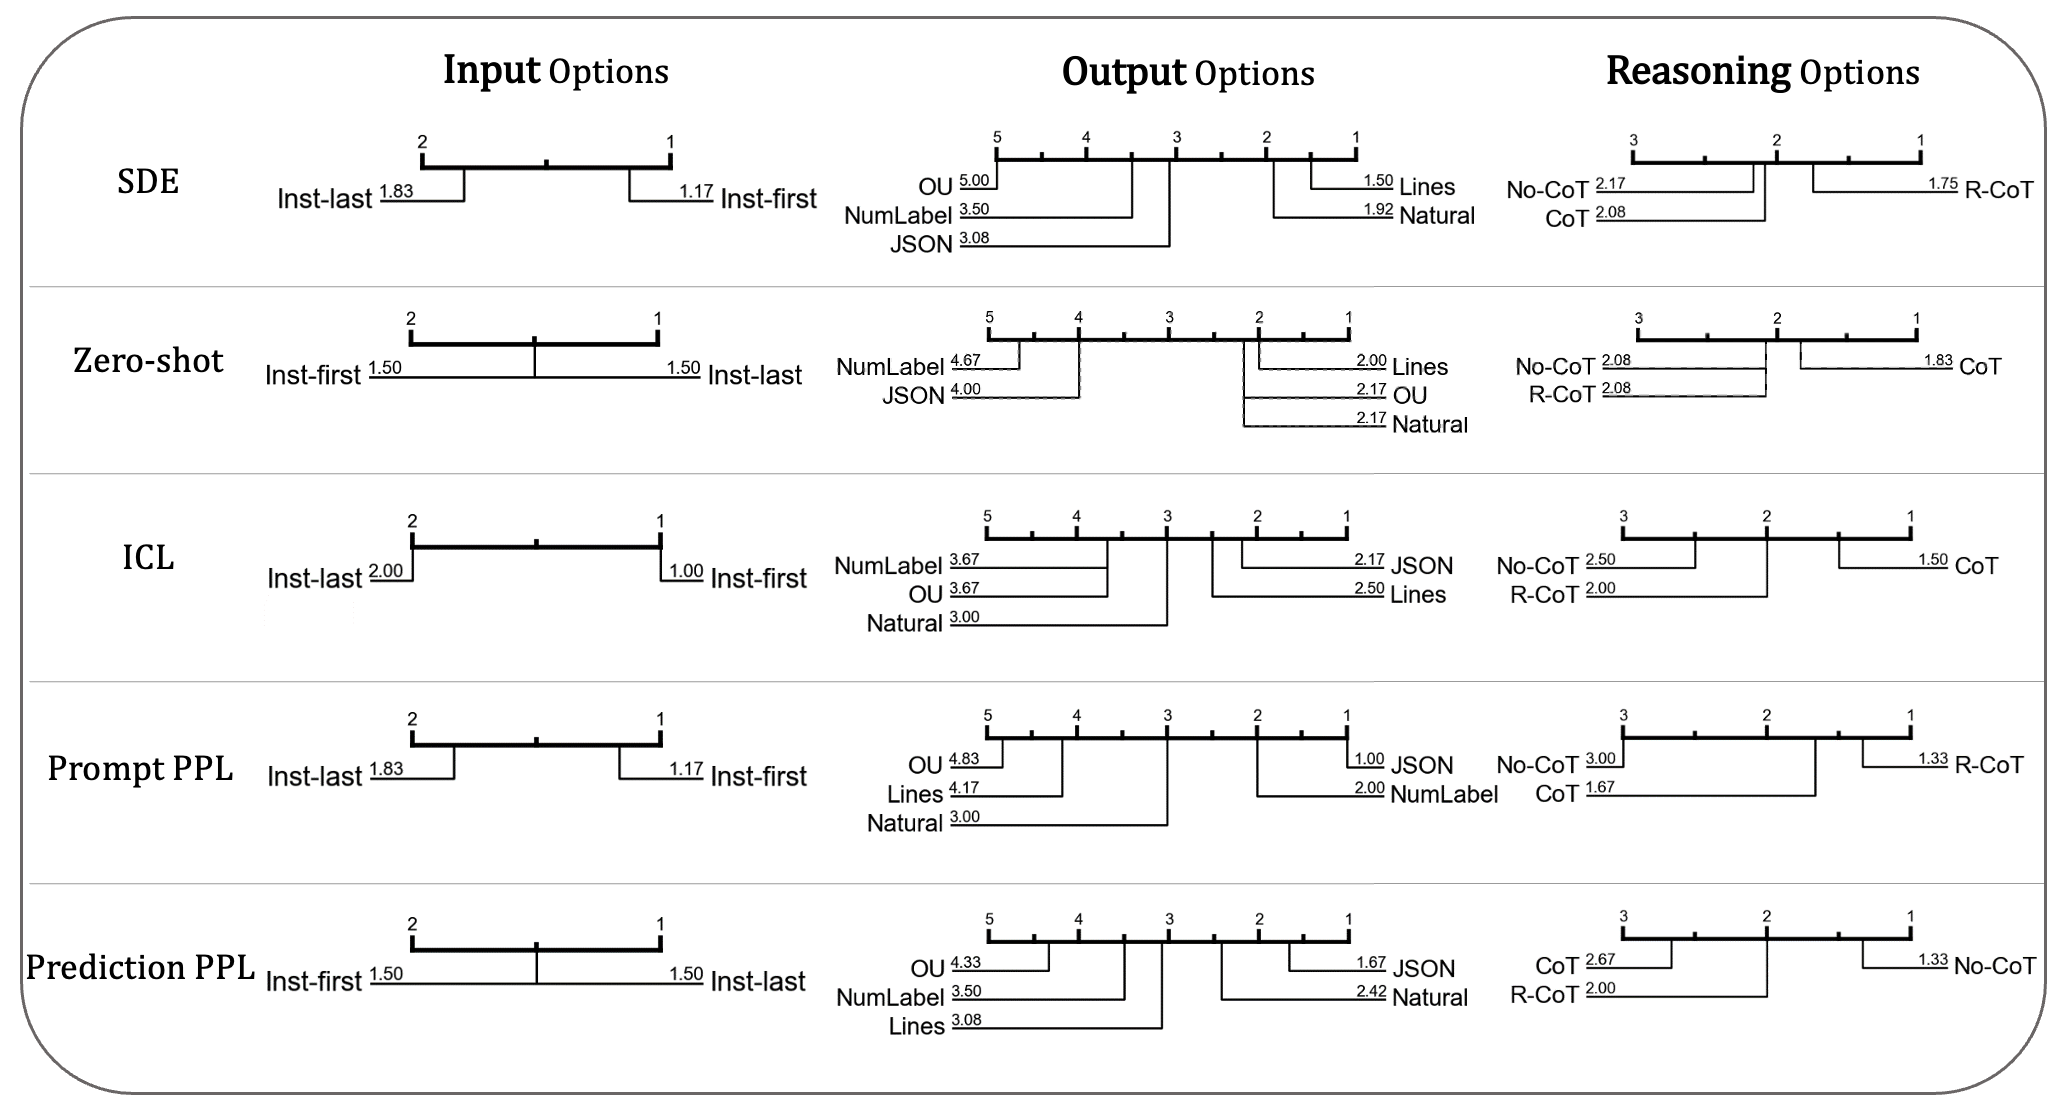 Input Options
Output Options
Reasoning Options
SDE
2 1
Inst-last 1.83
1.17 Inst-first
5 4 3 2 1
OU 5.00
NumLabel 3.50
JSON 3.08
1.50 Lines
1.92 Natural
3 2 1
No-CoT 2.17
CoT 2.08
1.75 R-CoT
Zero-shot
2 1
Inst-first 1.50
1.50 Inst-last
5 4 3 2 1
NumLabel 4.67
JSON 4.00
2.00 Lines
2.17 OU
2.17 Natural
3 2 1
No-CoT 2.08
R-CoT 2.08
1.83 CoT
ICL
2 1
Inst-last 2.00
1.00 Inst-first
5 4 3 2 1
NumLabel 3.67
OU 3.67
Natural 3.00
2.17 JSON
2.50 Lines
3 2 1
No-CoT 2.50
R-CoT 2.00
1.50 CoT
Prompt PPL
2 1
Inst-last 1.83
1.17 Inst-first
5 4 3 2 1
OU 4.83
Lines 4.17
Natural 3.00
1.00 JSON
2.00 NumLabel
3 2 1
No-CoT 3.00
CoT 1.67
1.33 R-CoT
Prediction PPL
2 1
Inst-first 1.50
1.50 Inst-last
5 4 3 2 1
OU 4.33
NumLabel 3.50
Lines 3.08
1.67 JSON
2.42 Natural
3 2 1
CoT 2.67
R-CoT 2.00
1.33 No-CoT